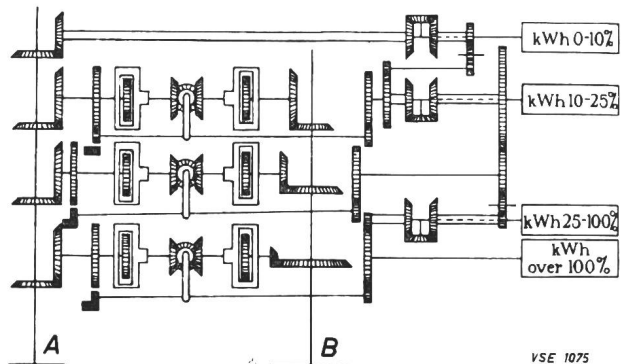 kWh 0-10%
kWh 10-25%
kWh 25-100%
kWh
over 100%
A
B
VSE 1075